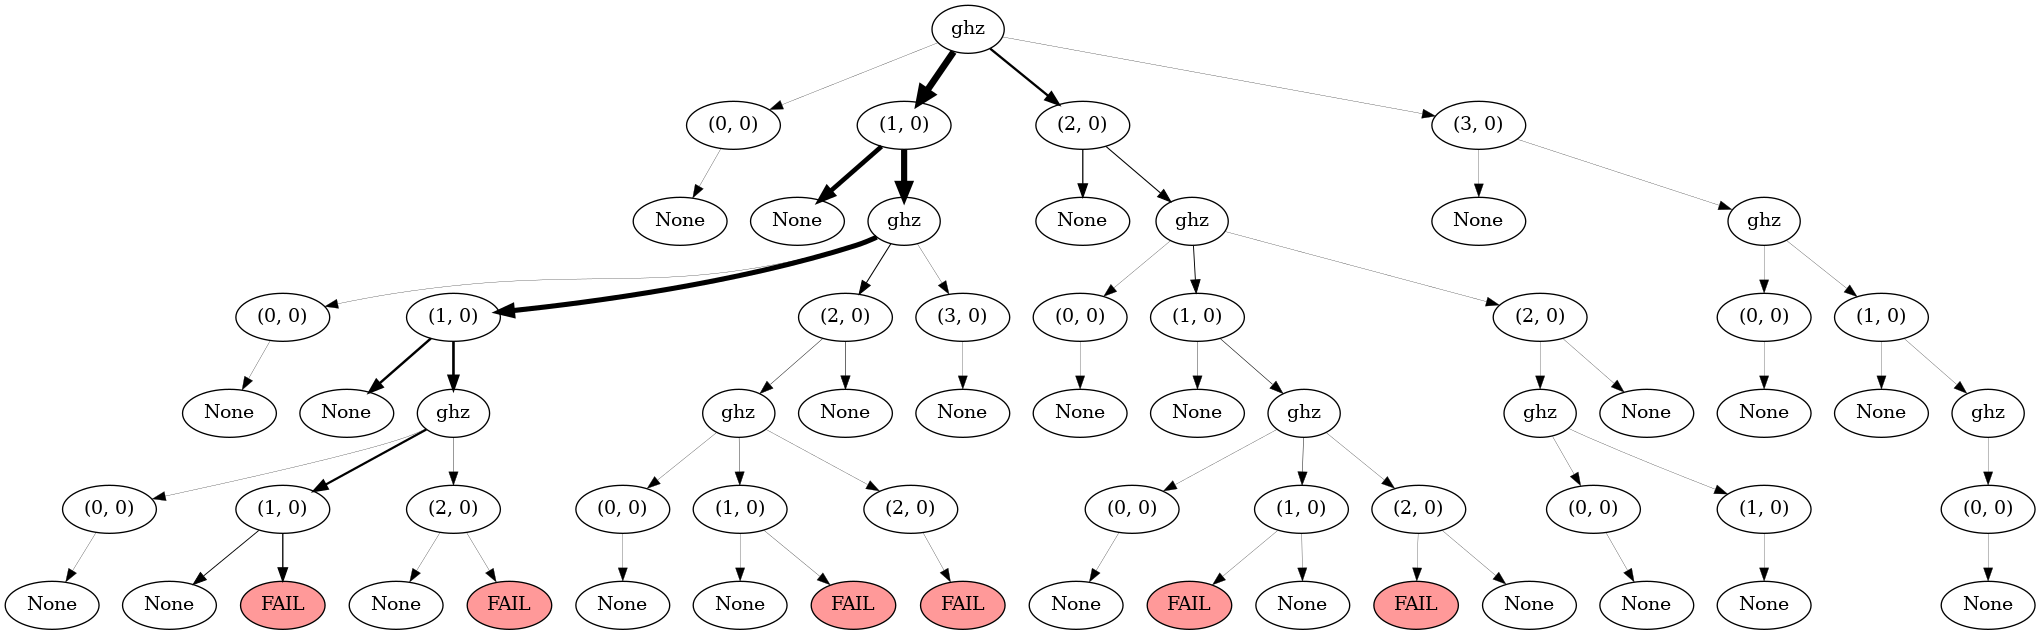 ghz
(0, 0) (1, 0) (2, 0) (3, 0)
None None ghz None ghz None ghz
(0, 0) (1, 0) (2, 0) (3, 0) (0, 0) (1, 0) (2, 0) (0, 0) (1, 0)
None None ghz ghz None None None None ghz ghz None None None ghz
(0, 0) (1, 0) (2, 0) (0, 0) (1, 0) (2, 0) (0, 0) (1, 0) (2, 0) (0, 0) (1, 0) (0, 0)
None None FAIL None FAIL None None FAIL FAIL None FAIL None FAIL None None None None